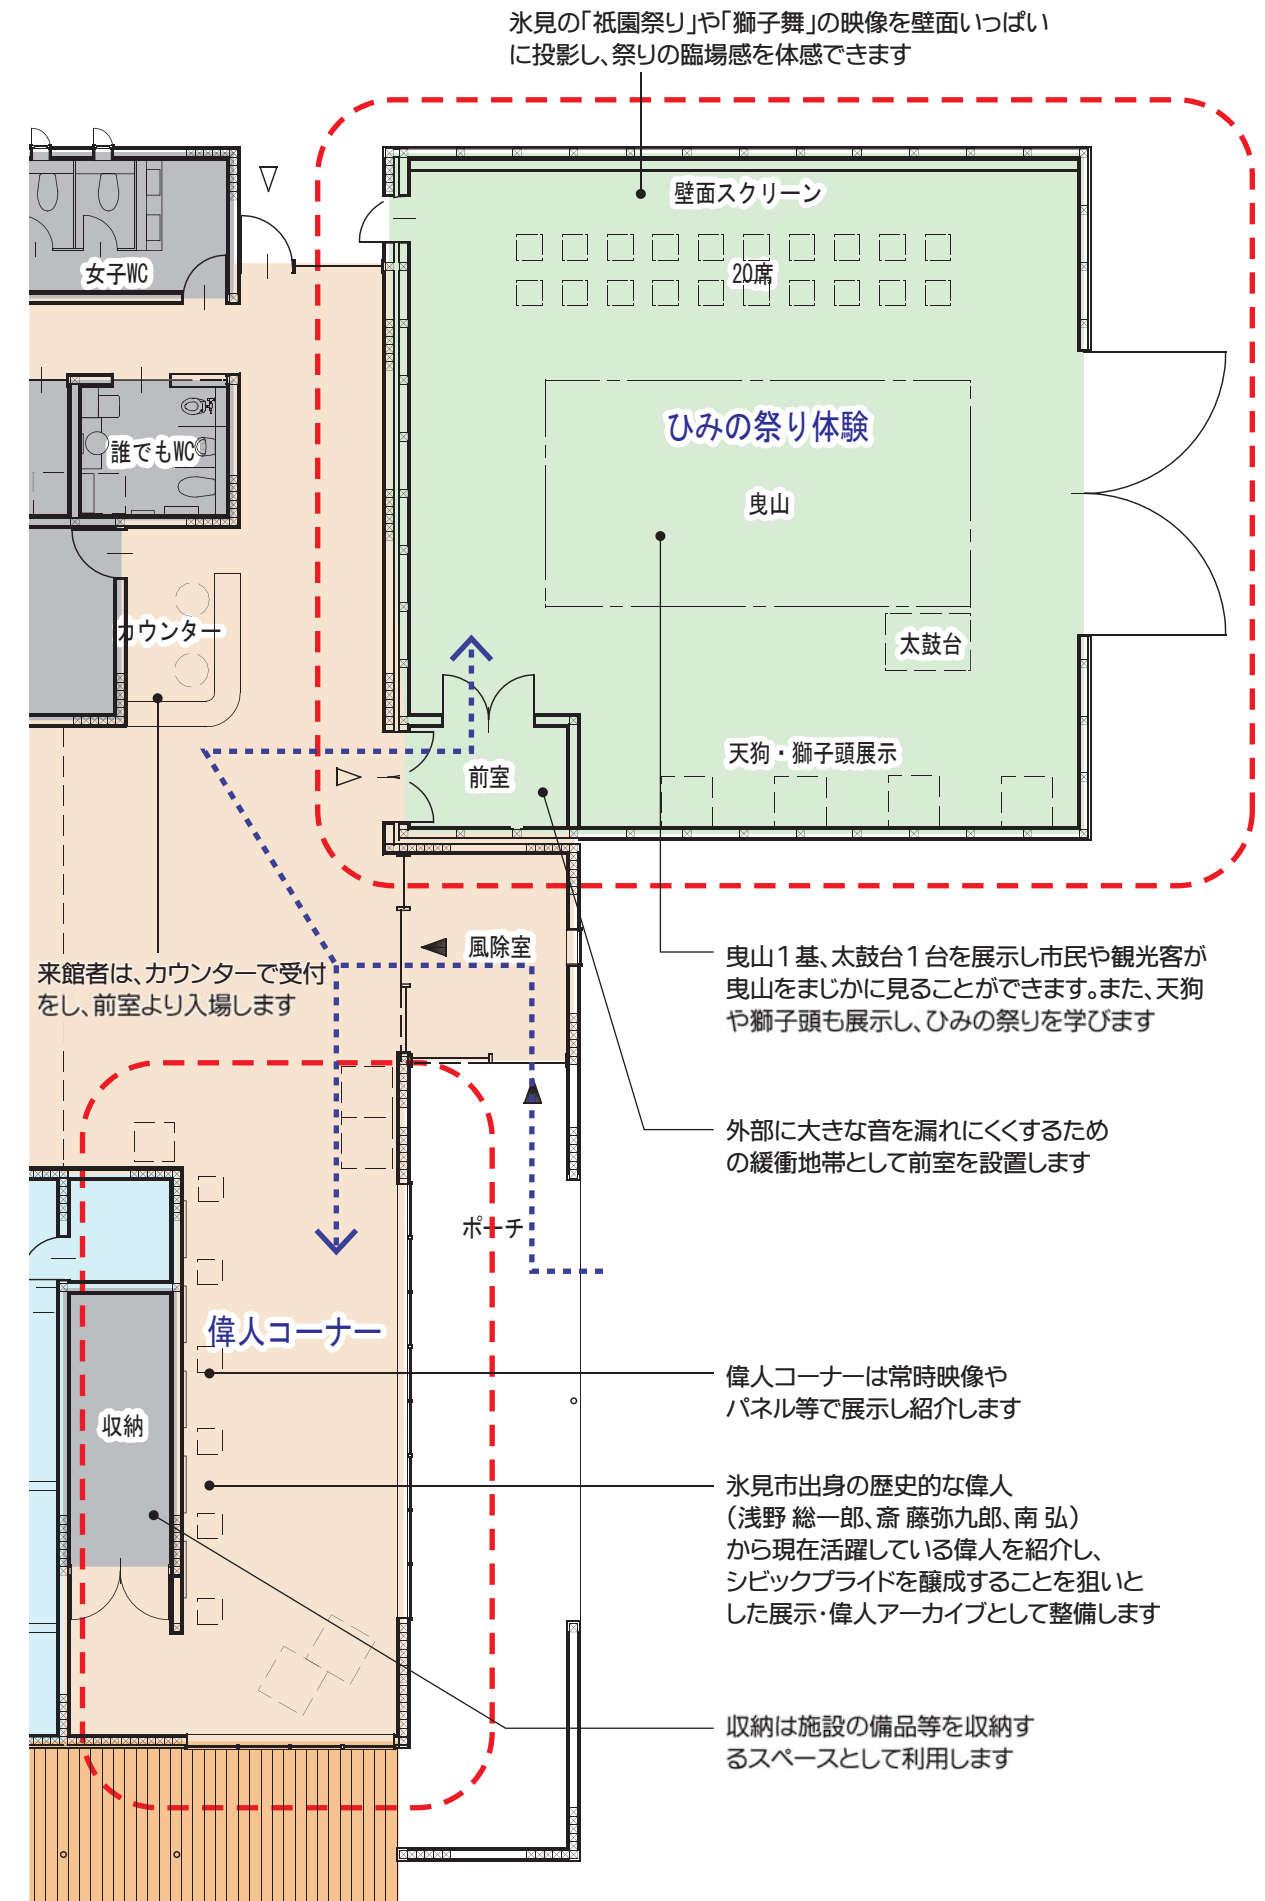 氷見の「祇園祭り」や「獅子舞」の映像を壁面いっぱい
に投影し、祭りの臨場感を体感できます
壁面スクリーン
女子WC
20席
ひみの祭り体験
誰でもWC
曳山
カウンター
太鼓台
天狗・獅子頭展示
前室
風除室
来館者は、カウンターで受付
をし、前室より入場します
曳山1基、太鼓台1台を展示し市民や観光客が
曳山をまじかに見ることができます。また、天狗
や獅子頭も展示し、ひみの祭りを学びます
外部に大きな音を漏れにくくするため
の緩衝地帯として前室を設置します
ポーチ
偉人コーナー
偉人コーナーは常時映像や
パネル等で展示し紹介します
収納
氷見市出身の歴史的な偉人
（浅野 総一郎、斎 藤弥九郎、南 弘）
から現在活躍している偉人を紹介し、
シビックプライドを醸成することを狙いと
した展示・偉人アーカイブとして整備します
収納は施設の備品等を収納す
るスペースとして利用します